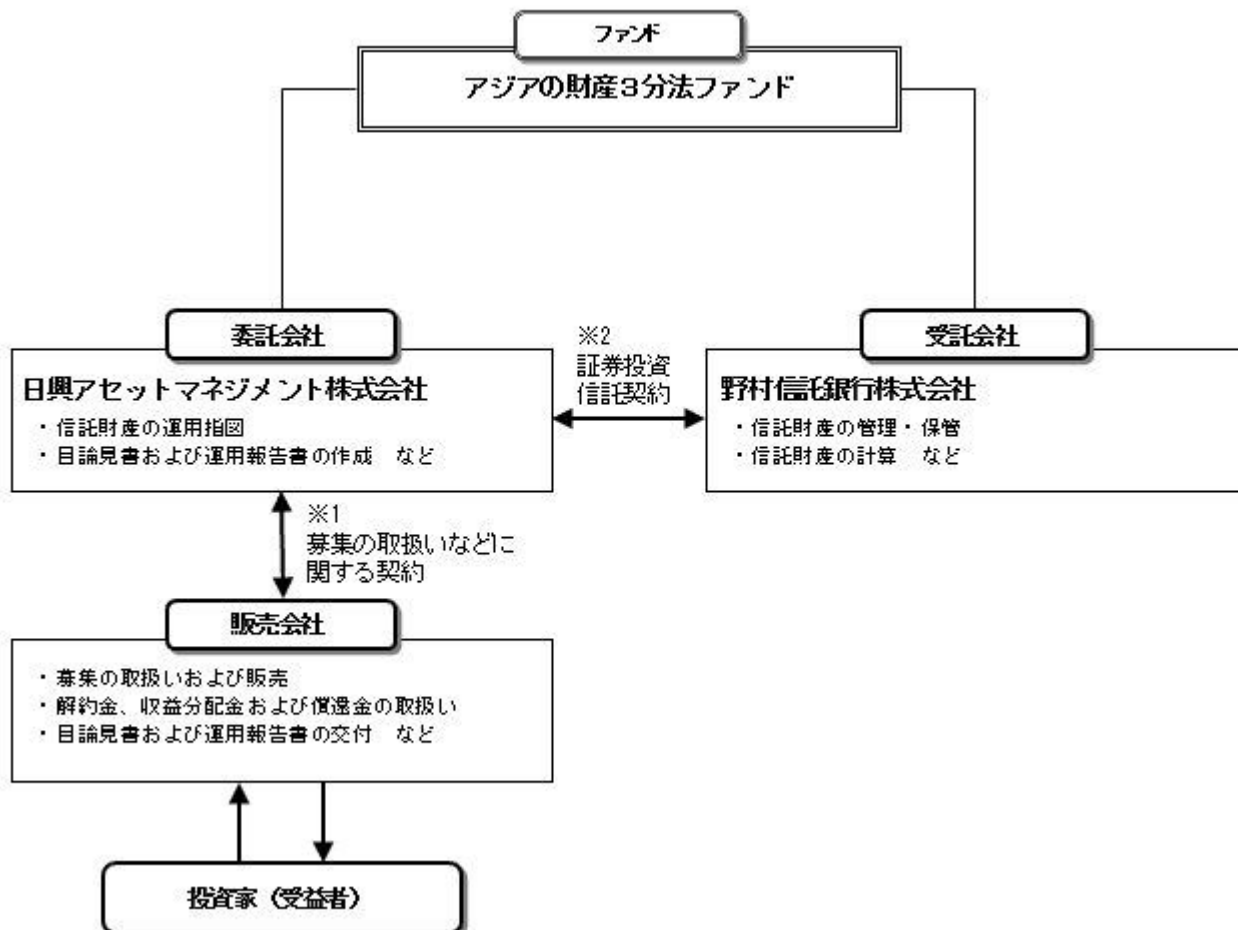 ファンド
アジアの財産3分法ファンド
委託会社
日興アセットマネジメント株式会社
・信託財産の運用指図
・目論見書および運用報告書の作成　など
※2
証券投資
信託契約
受託会社
野村信託銀行株式会社
・信託財産の管理・保管
・信託財産の計算　など
※1
募集の取扱いなどに
関する契約
販売会社
・募集の取扱いおよび販売
・解約金、収益分配金および償還金の取扱い
・目論見書および運用報告書の交付　など
投資家（受益者）